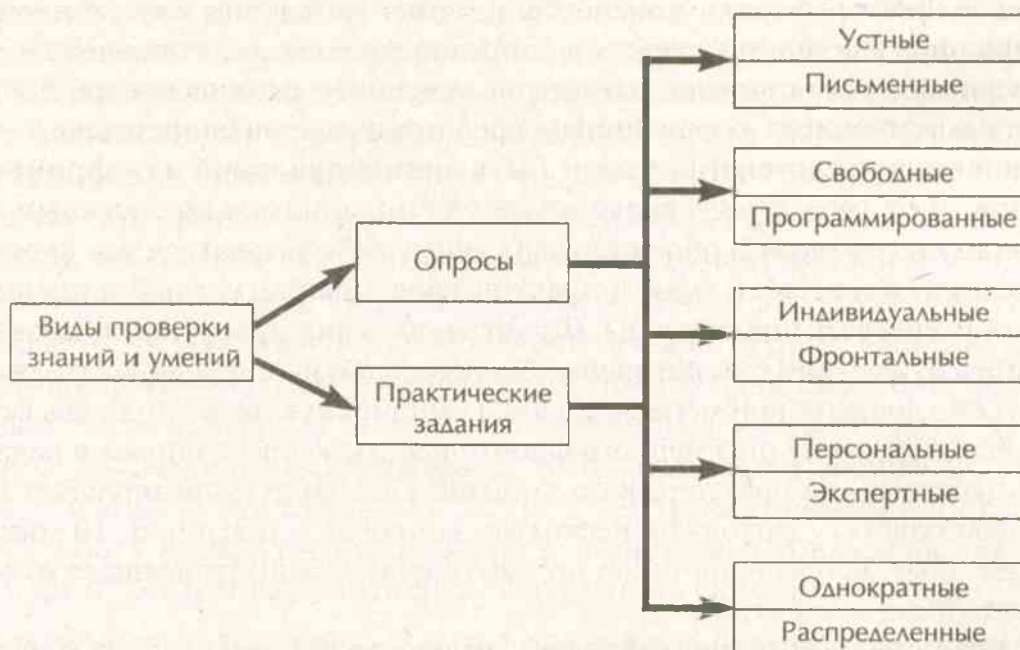 Виды проверки
знаний и умений
Опросы
Практические
задания
Устные
Письменные
Свободные
Программированные
Индивидуальные
Фронтальные
Персональные
Экспертные
Однократные
Распределенные